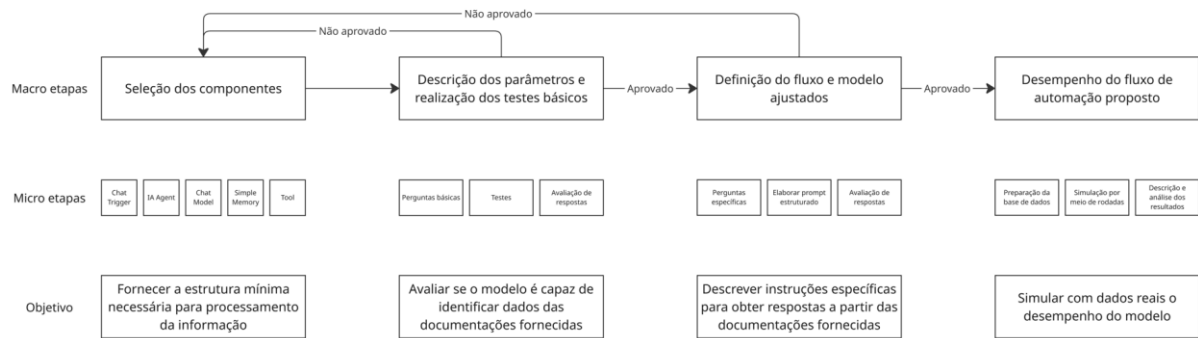 Não aprovado
Não aprovado
Macro etapas
Seleção dos componentes
Descrição dos parâmetros e
realização dos testes básicos
Aprovado
Definição do fluxo e modelo
ajustados
Aprovado
Desempenho do fluxo de
automação proposto
Micro etapas
Chat
Trigger
IA Agent
Chat
Model
Simple
Memory
Tool
Perguntas básicas
Testes
Avaliação de
respostas
Perguntas
específicas
Elaborar prompt
estruturado
Avaliação de
respostas
Preparação da
base de dados
Simulação por
meio de rodadas
Descrição e
análise dos
resultados
Objetivo
Fornecer a estrutura mínima
necessária para processamento
da informação
Avaliar se o modelo é capaz de
identificar dados das
documentações fornecidas
Descrever instruções específicas
para obter respostas a partir das
documentações fornecidas
Simular com dados reais o
desempenho do modelo